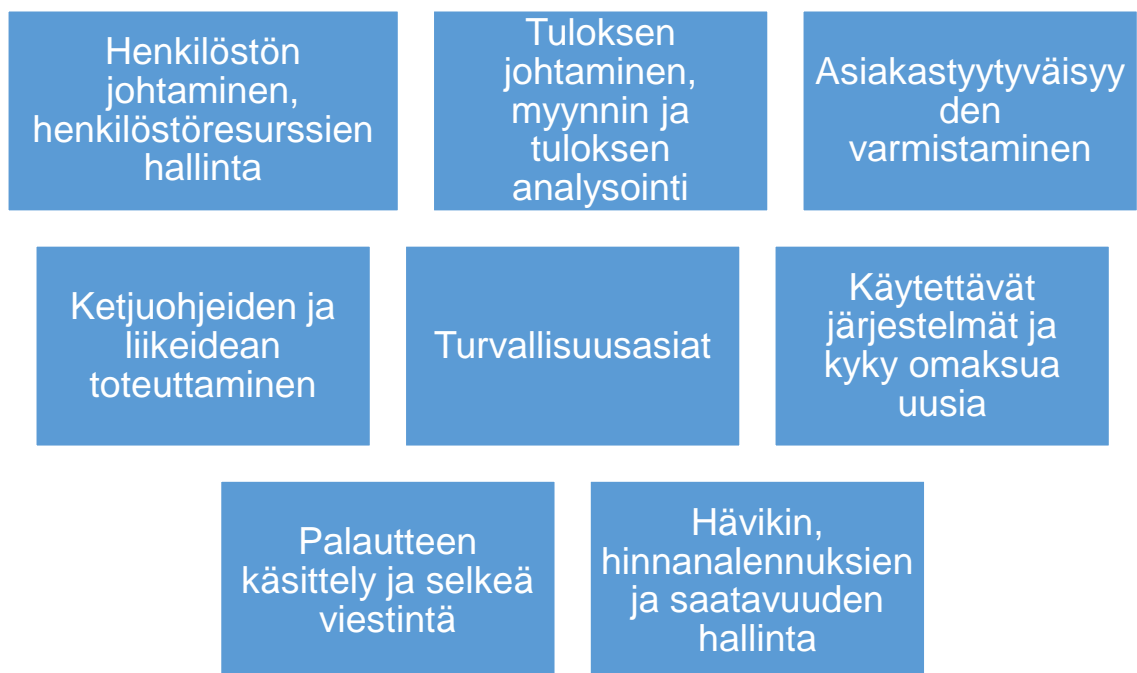 Henkilöstön
johtaminen,
henkilöstöresurssien
hallinta
Tuloksen
johtaminen,
myynnin ja
tuloksen
analysointi
Asiakastyytyväisyy
den
varmistaminen
Ketjuohjeiden ja
liikeidean
toteuttaminen
Turvallisuusasiat
Käytettävät
järjestelmät ja
kyky omaksua
uusia
Palautteen
käsittely ja selkeä
viestintä
Hävikin,
hinnanalennuksien
ja saatavuuden
hallinta